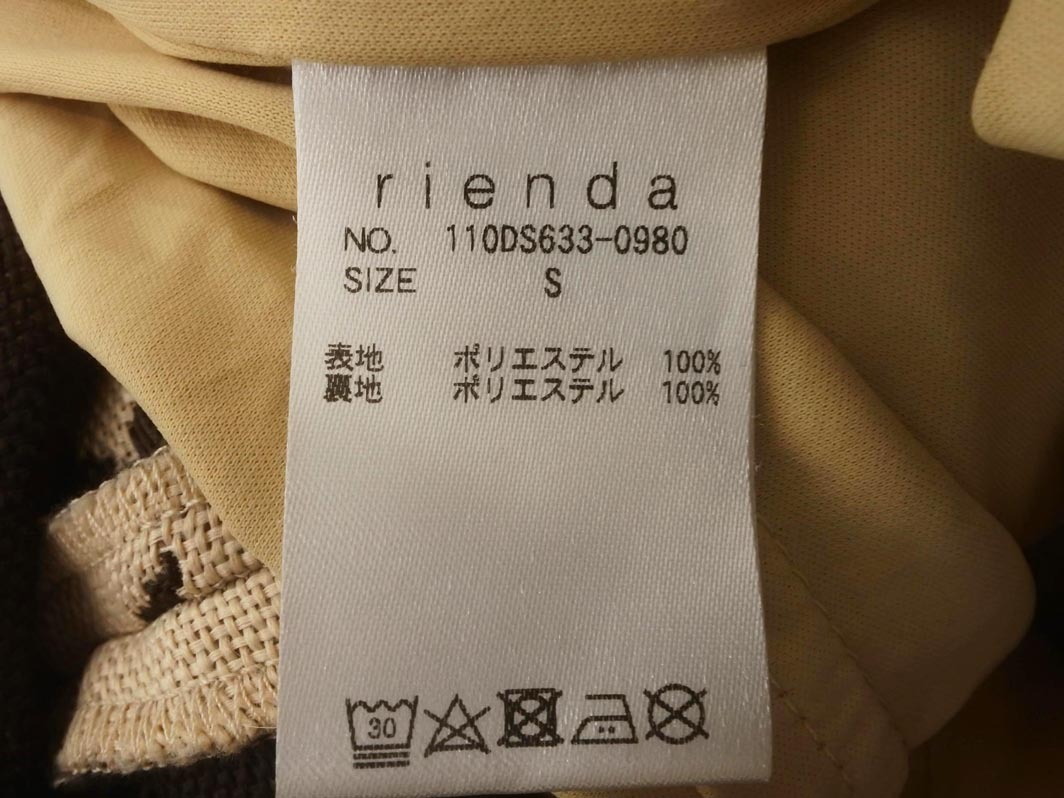 rienda
NO. 110DS633-0980
SIZE S
表地 ポリエステル 100%
裏地 ポリエステル 100%
30